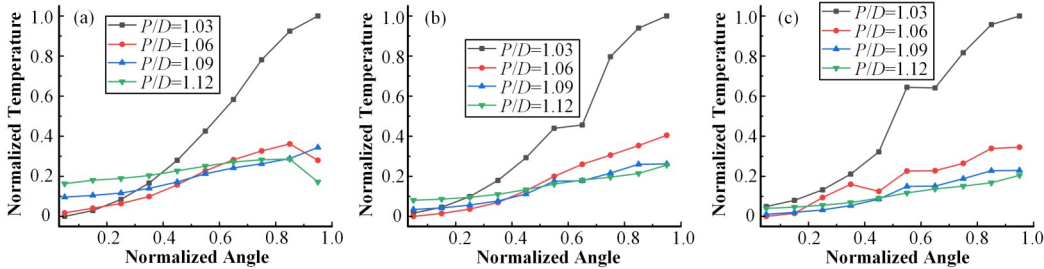 (a)
P/D=1.03
P/D=1.06
P/D=1.09
P/D=1.12
Normalized Temperature
1.0
0.8
0.6
0.4
0.2
0
0.2 0.4 0.6 0.8 1.0
Normalized Angle
(b)
P/D=1.03
P/D=1.06
P/D=1.09
P/D=1.12
Normalized Temperature
1.0
0.8
0.6
0.4
0.2
0
0.2 0.4 0.6 0.8 1.0
Normalized Angle
(c)
P/D=1.03
P/D=1.06
P/D=1.09
P/D=1.12
Normalized Temperature
1.0
0.8
0.6
0.4
0.2
0
0.2 0.4 0.6 0.8 1.0
Normalized Angle